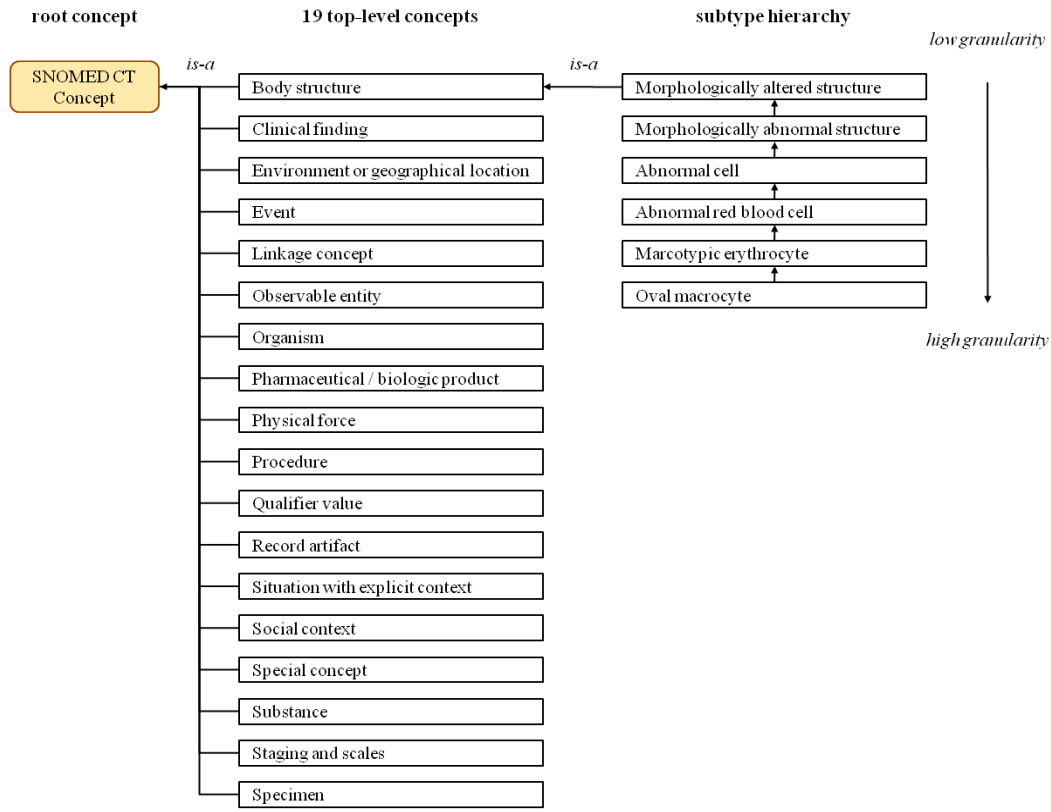 root concept
19 top-level concepts
subtype hierarchy
low granularity
is-a
is-a
SNOMED CT
Concept
Body structure
Morphologically altered structure
Clinical finding
Morphologically abnormal structure
Environment or geographical location
Abnormal cell
Event
Abnormal red blood cell
Linkage concept
Marcotypic erythrocyte
Observable entity
Oval macrocyte
Organism
high granularity
Pharmaceutical / biologic product
Physical force
Procedure
Qualifier value
Record artifact
Situation with explicit context
Social context
Special concept
Substance
Staging and scales
Specimen